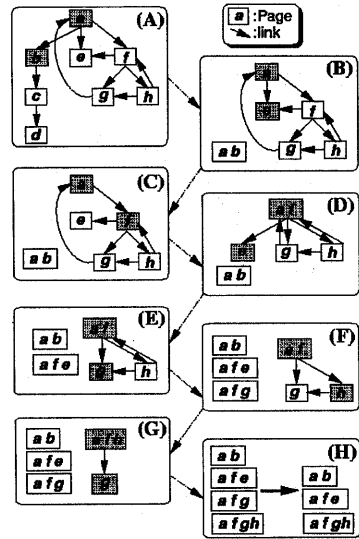 a :Page
:link
(A)
a
b e f
c g h
d
(B)
a
f
g h
a b
(C)
a
e f
g h
a b
(D)
a f
g h
a b
(E)
a b
a f
a f e
h
(F)
a b
a f
a f e
a f g
g h
(G)
a b
a f e
a f g
g
(H)
a b
a f e
a f g
a f g h
a b
a f e
a f g h